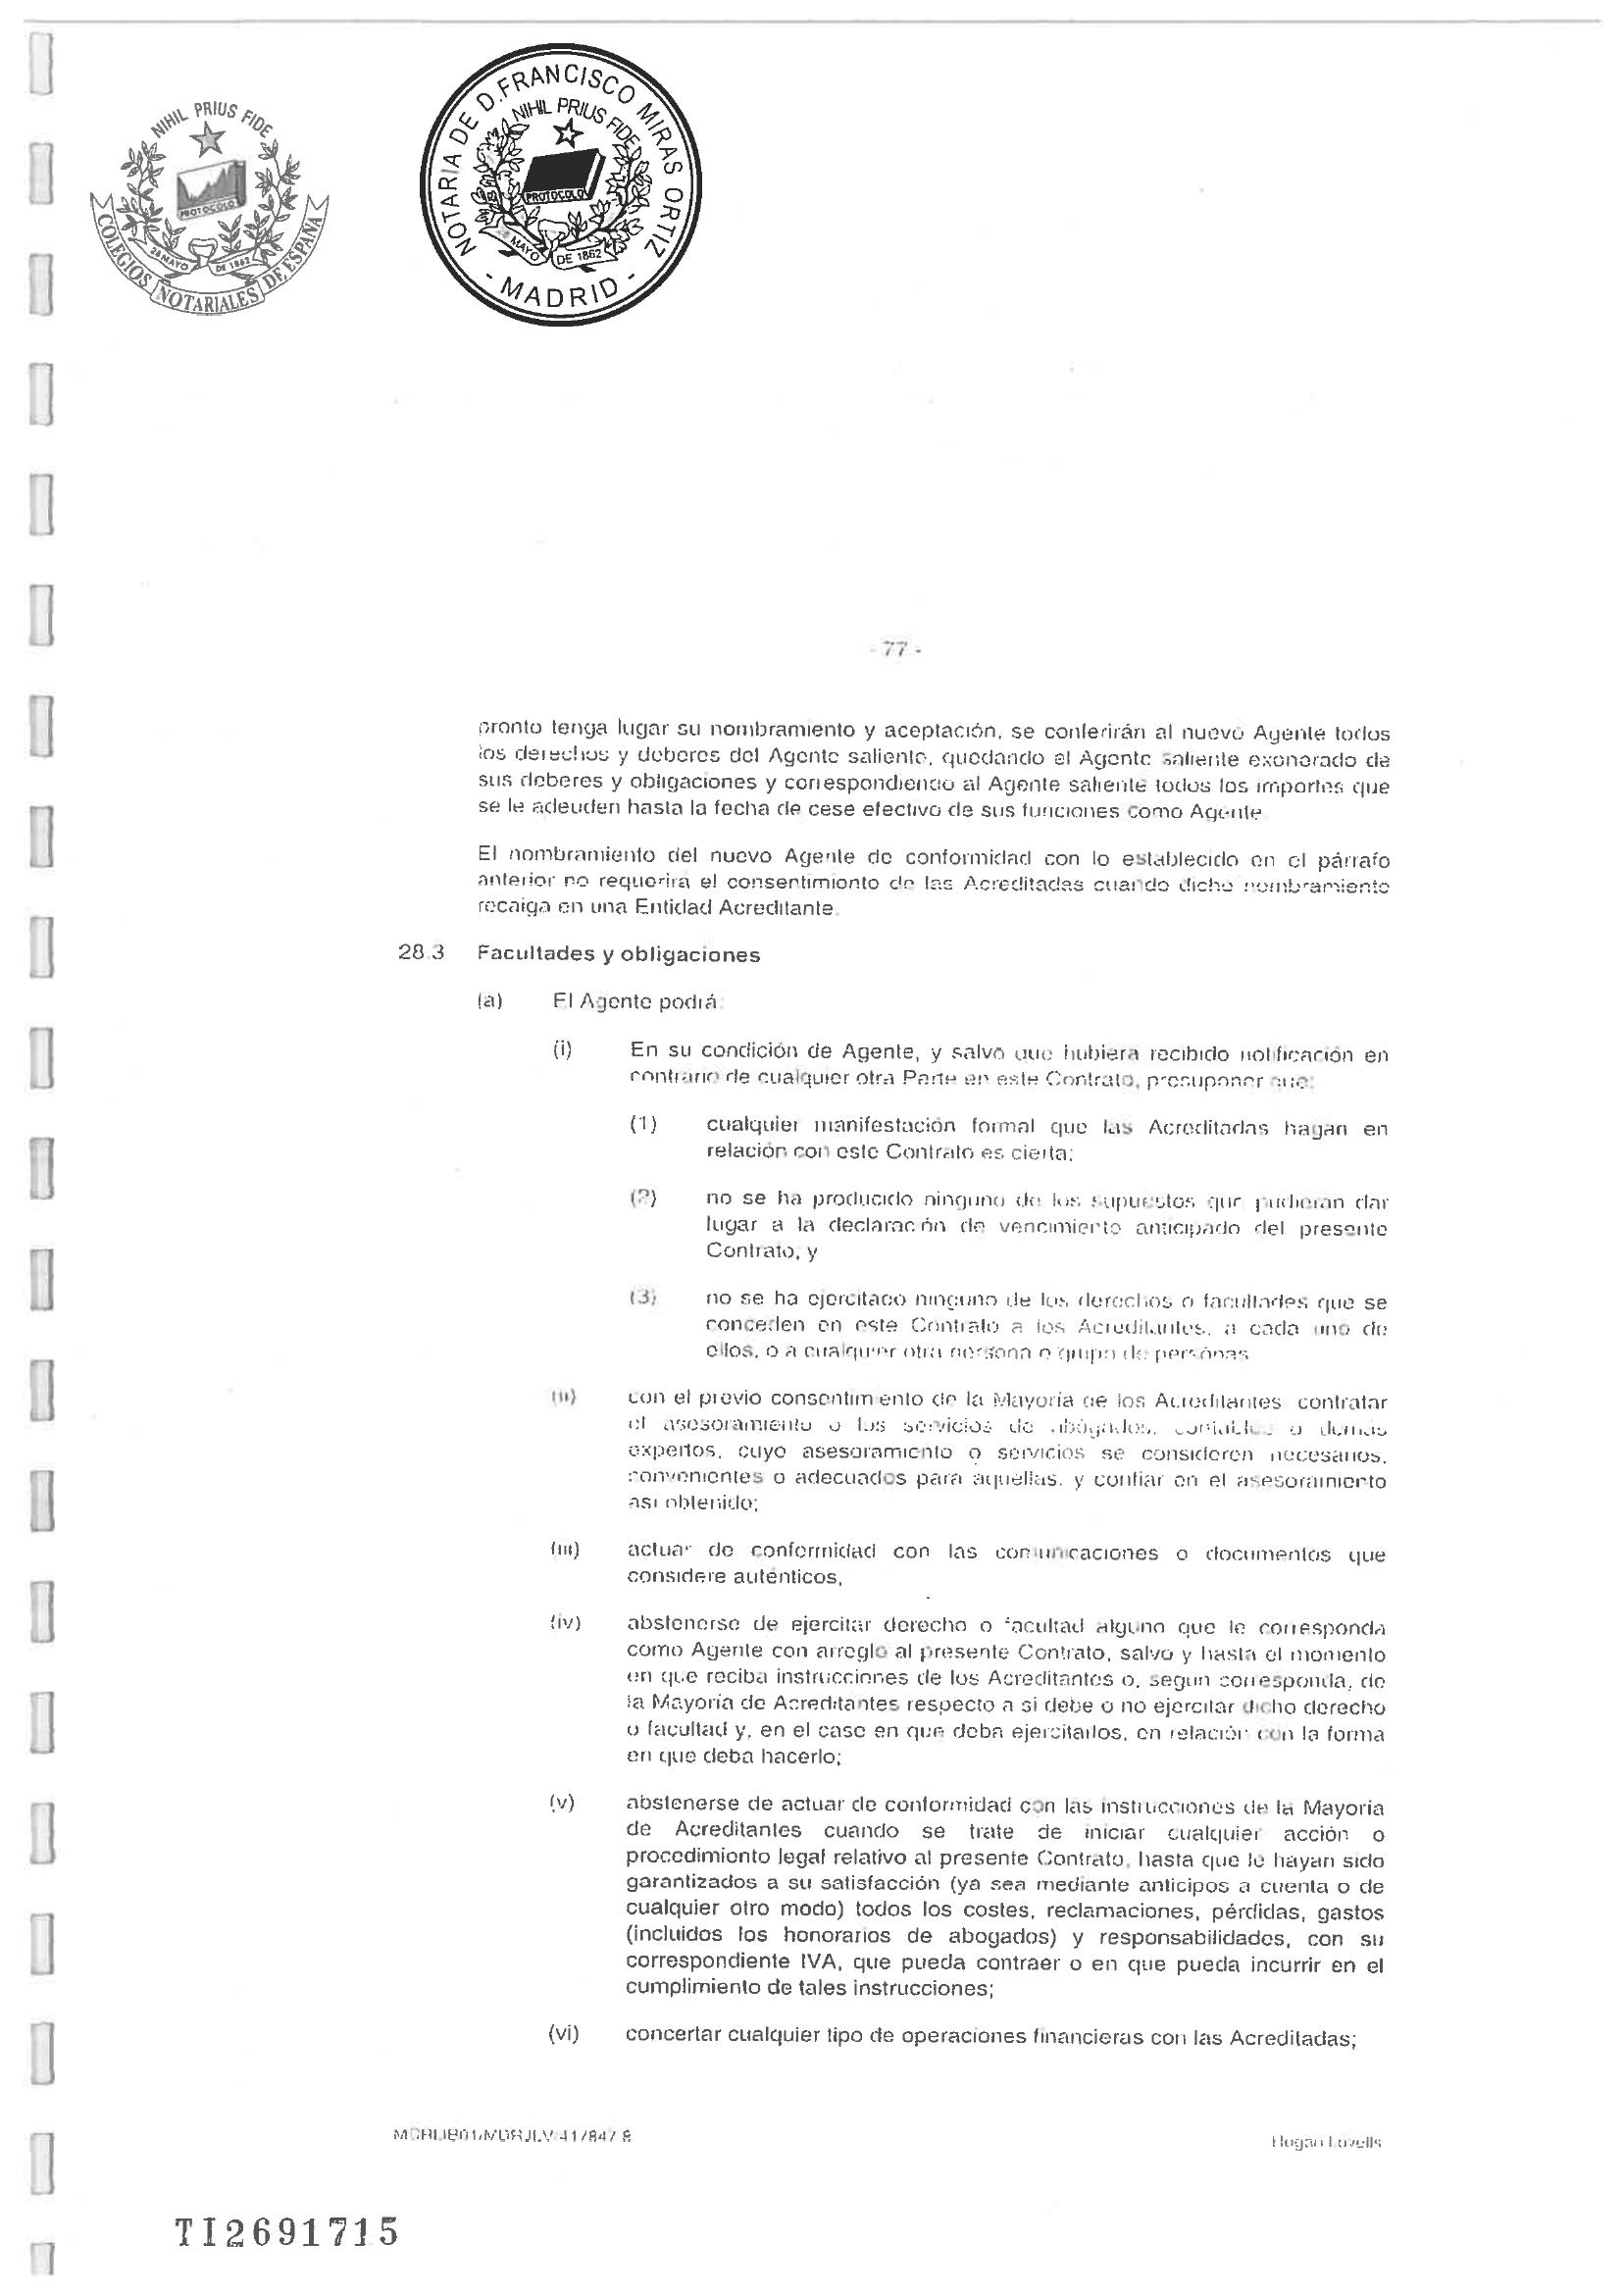 NIHIL PRIUS FIDE
PROTOCOLO
28 MAYO DE 1862
COLEGIOS NOTARIALES DE ESPAÑA
NOTARIA DE D. FRANCISCO MIRAS ORTIZ
NIHIL PRIUS FIDE
PROTOCOLO
28 MAYO DE 1862
- MADRID -
- 77 -
pronto tenga lugar su nombramiento y aceptación, se conferirán al nuevo Agente todos
los derechos y deberes del Agente saliente, quedando el Agente saliente exonerado de
sus deberes y obligaciones y correspondiendo al Agente saliente todos los importes que
se le adeuden hasta la fecha de cese efectivo de sus funciones como Agente.
El nombramiento del nuevo Agente de conformidad con lo establecido en el párrafo
anterior no requerirá el consentimiento de las Acreditadas cuando dicho nombramiento
recaiga en una Entidad Acreditante.
28.3 Facultades y obligaciones
(a) El Agente podrá:
(i) En su condición de Agente, y salvo que hubiera recibido notificación en
contrario de cualquier otra Parte en este Contrato, presuponer que:
(1) cualquier manifestación formal que las Acreditadas hagan en
relación con este Contrato es cierta;
(2) no se ha producido ninguno de los supuestos que pudieran dar
lugar a la declaración de vencimiento anticipado del presente
Contrato, y
(3) no se ha ejercitado ninguno de los derechos o facultades que se
conceden en este Contrato a los Acreditantes, a cada uno de
ellos, o a cualquier otra persona o grupo de personas
(ii) con el previo consentimiento de la Mayoría de los Acreditantes contratar
el asesoramiento o los servicios de abogados, contables o demás
expertos, cuyo asesoramiento o servicios se consideren necesarios,
convenientes o adecuados para aquellas, y confiar en el asesoramiento
así obtenido;
(iii) actuar de conformidad con las comunicaciones o documentos que
considere auténticos,
(iv) abstenerse de ejercitar derecho o facultad alguno que le corresponda
como Agente con arreglo al presente Contrato, salvo y hasta el momento
en que reciba instrucciones de los Acreditantes o, según corresponda, de
la Mayoría de Acreditantes respecto a si debe o no ejercitar dicho derecho
o facultad y, en el caso en que deba ejercitarlos, en relación con la forma
en que deba hacerlo;
(v) abstenerse de actuar de conformidad con las instrucciones de la Mayoría
de Acreditantes cuando se trate de iniciar cualquier acción o
procedimiento legal relativo al presente Contrato, hasta que le hayan sido
garantizados a su satisfacción (ya sea mediante anticipos a cuenta o de
cualquier otro modo) todos los costes, reclamaciones, pérdidas, gastos
(incluidos los honorarios de abogados) y responsabilidades, con su
correspondiente IVA, que pueda contraer o en que pueda incurrir en el
cumplimiento de tales instrucciones;
(vi) concertar cualquier tipo de operaciones financieras con las Acreditadas;
Hogan Lovells
TI2691715